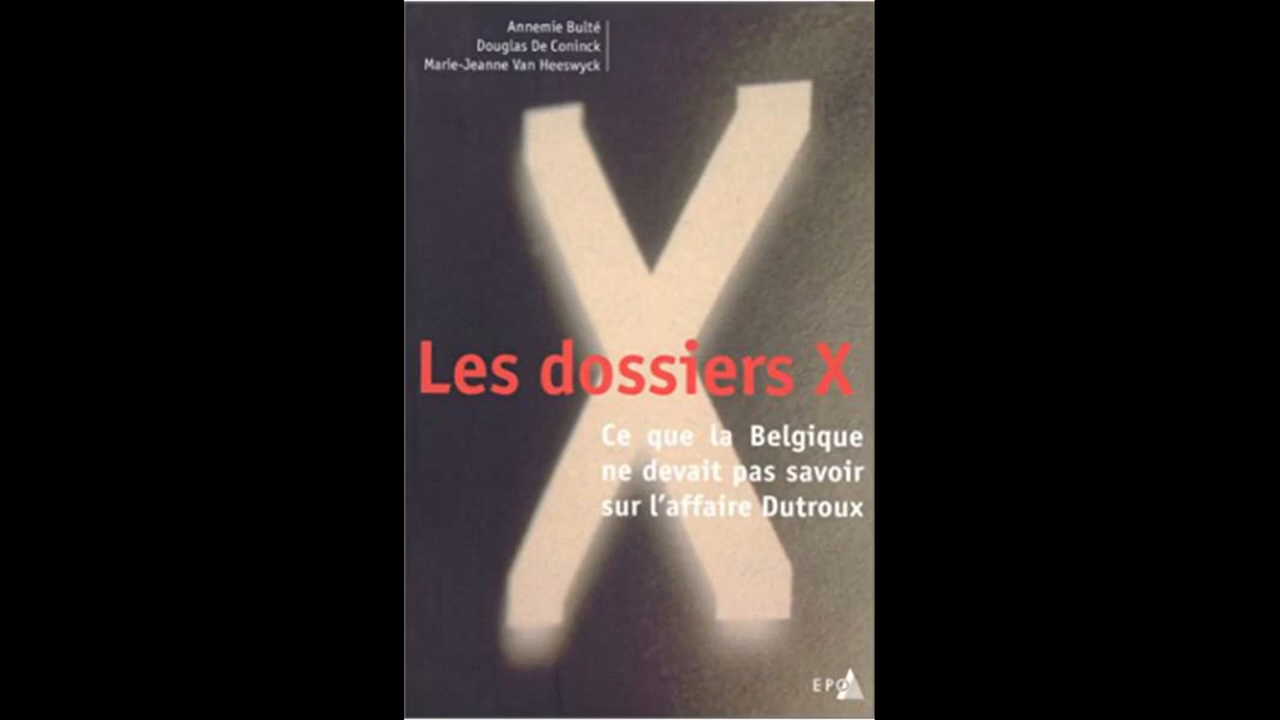 Annemie Bulté
Douglas De Coninck
Marie-Jeanne Van Heeswyck
Les dossiers X
Ce que la Belgique
ne devait pas savoir
sur l'affaire Dutroux
EPO